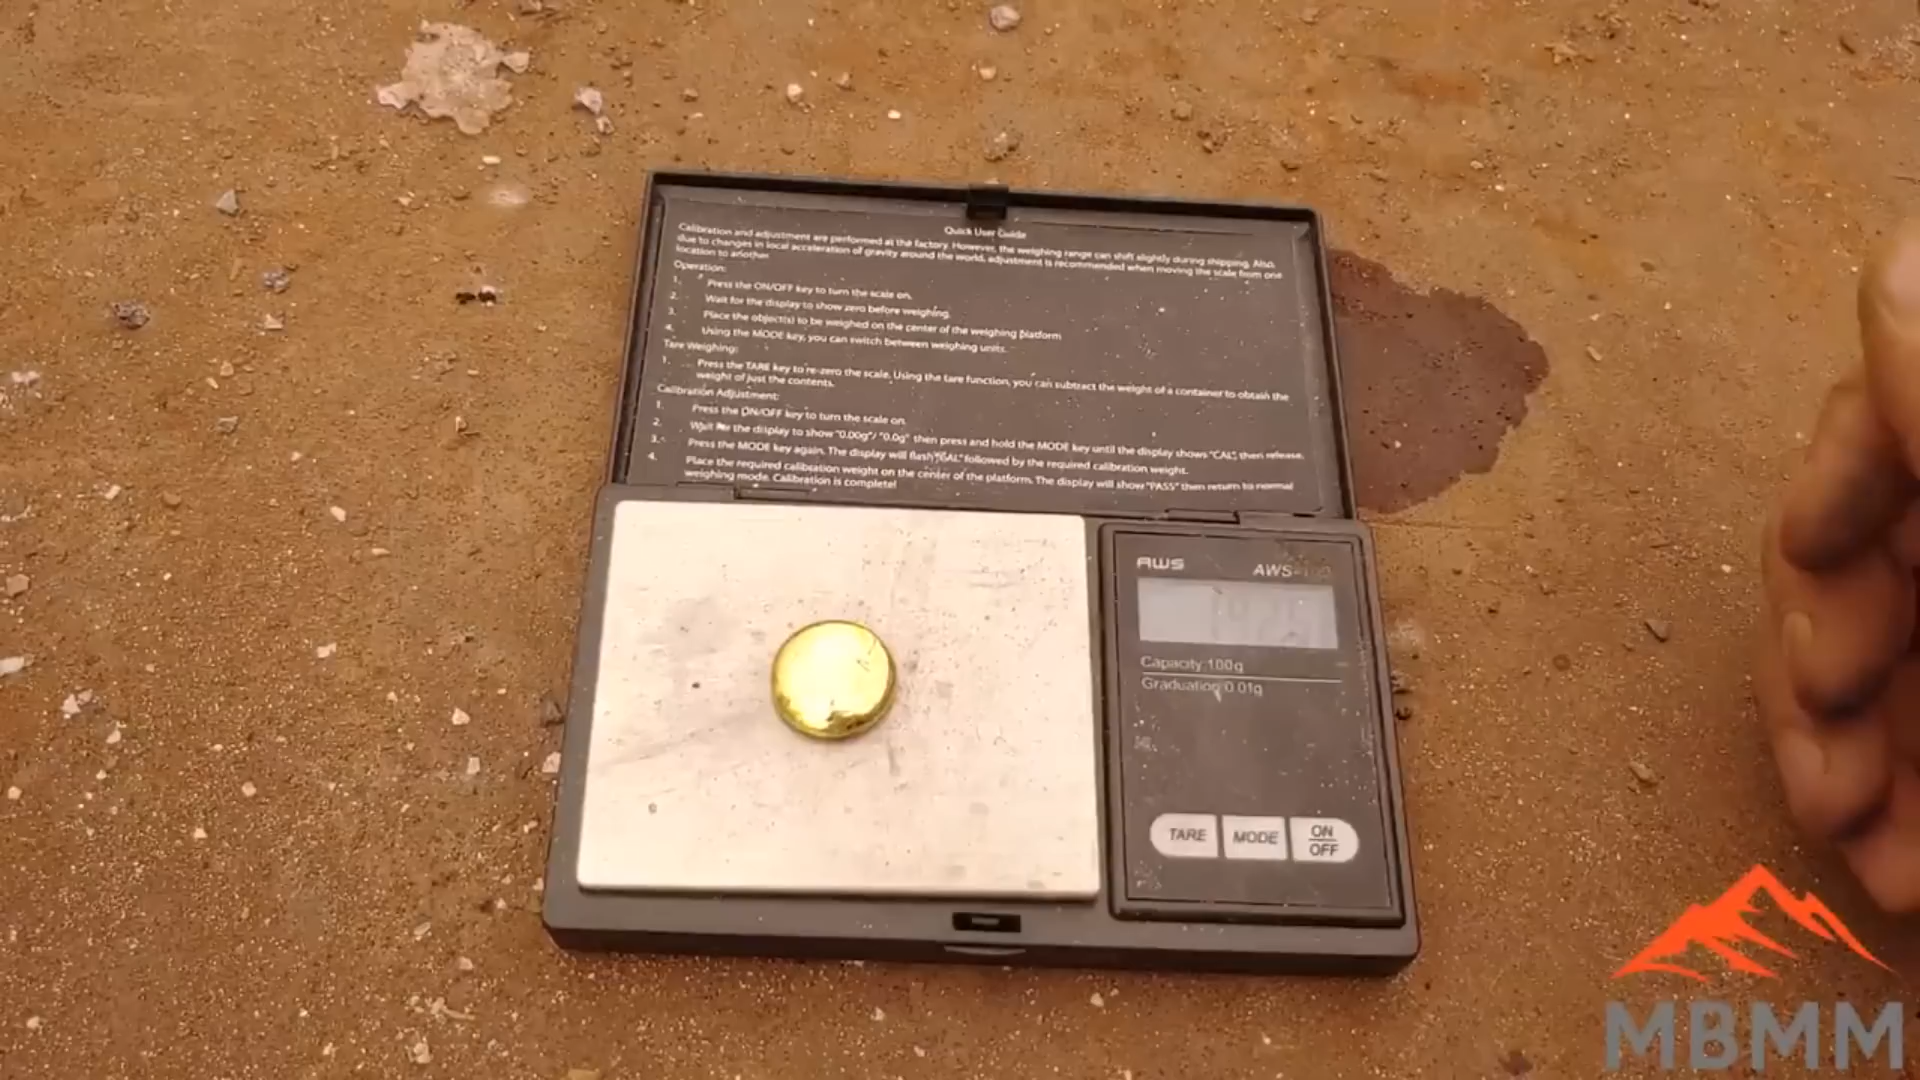 Quick User Guide
Calibration and adjustment are performed at the factory. However, the weighing range can shift slightly during shipping. Also,
due to changes in local acceleration of gravity around the world, adjustment is recommended when moving the scale from one
location to another.
Operation:
1. Press the ON/OFF key to turn the scale on.
2. Wait for the display to show zero before weighing.
3. Place the object(s) to be weighed on the center of the weighing platform
4. Using the MODE key, you can switch between weighing units.
Tare Weighing:
1. Press the TARE key to re-zero the scale. Using the tare function, you can subtract the weight of a container to obtain the
weight of just the contents.
Calibration Adjustment:
1. Press the ON/OFF key to turn the scale on.
2. Wait for the display to show "0.00g"/ "0.0g" then press and hold the MODE key until the display shows "CAL", then release.
3. Press the MODE key again. The display will flash "CAL" followed by the required calibration weight.
4. Place the required calibration weight on the center of the platform. The display will show "PASS" then return to normal
weighing mode. Calibration is complete!
AWS
AWS
Capacity:100g
Graduation:0.01g
TARE
MODE
ON
OFF
MBMM